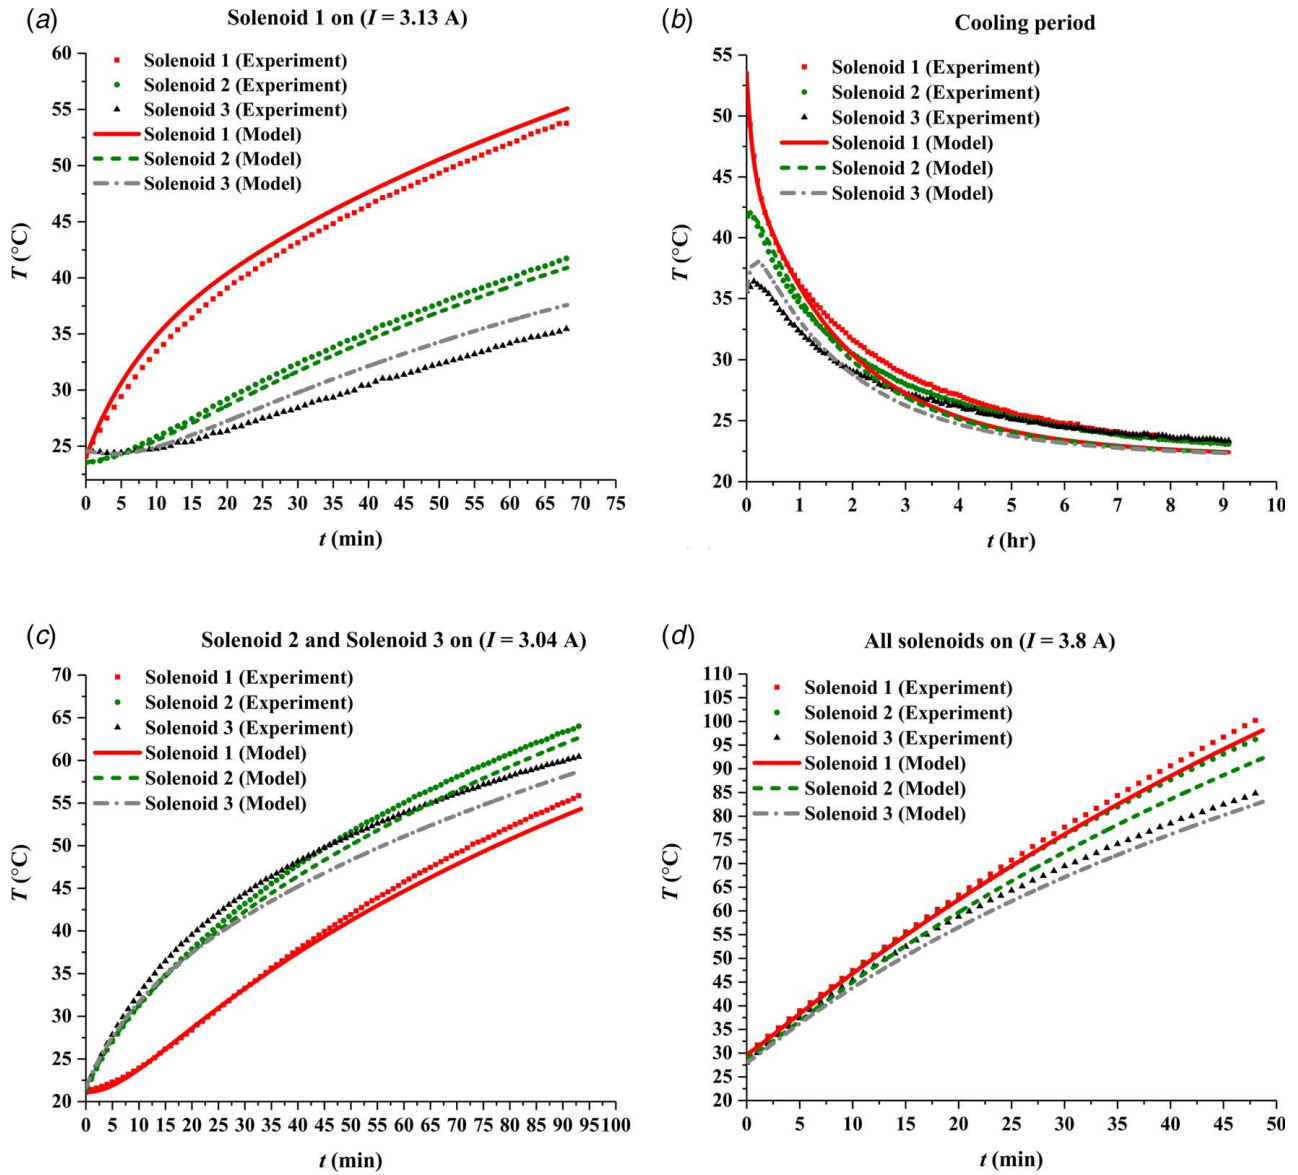 (a)
Solenoid 1 on (I = 3.13 A)
Solenoid 1 (Experiment)
Solenoid 2 (Experiment)
Solenoid 3 (Experiment)
Solenoid 1 (Model)
Solenoid 2 (Model)
Solenoid 3 (Model)
T (°C)
60
55
50
45
40
35
30
25
0 5 10 15 20 25 30 35 40 45 50 55 60 65 70 75
t (min)
(b)
Cooling period
Solenoid 1 (Experiment)
Solenoid 2 (Experiment)
Solenoid 3 (Experiment)
Solenoid 1 (Model)
Solenoid 2 (Model)
Solenoid 3 (Model)
T (°C)
55
50
45
40
35
30
25
20
0 1 2 3 4 5 6 7 8 9 10
t (hr)
(c)
Solenoid 2 and Solenoid 3 on (I = 3.04 A)
Solenoid 1 (Experiment)
Solenoid 2 (Experiment)
Solenoid 3 (Experiment)
Solenoid 1 (Model)
Solenoid 2 (Model)
Solenoid 3 (Model)
T (°C)
70
65
60
55
50
45
40
35
30
25
20
0 5 10 15 20 25 30 35 40 45 50 55 60 65 70 75 80 85 90 95 100
t (min)
(d)
All solenoids on (I = 3.8 A)
Solenoid 1 (Experiment)
Solenoid 2 (Experiment)
Solenoid 3 (Experiment)
Solenoid 1 (Model)
Solenoid 2 (Model)
Solenoid 3 (Model)
T (°C)
110
105
100
95
90
85
80
75
70
65
60
55
50
45
40
35
30
25
20
0 5 10 15 20 25 30 35 40 45 50
t (min)